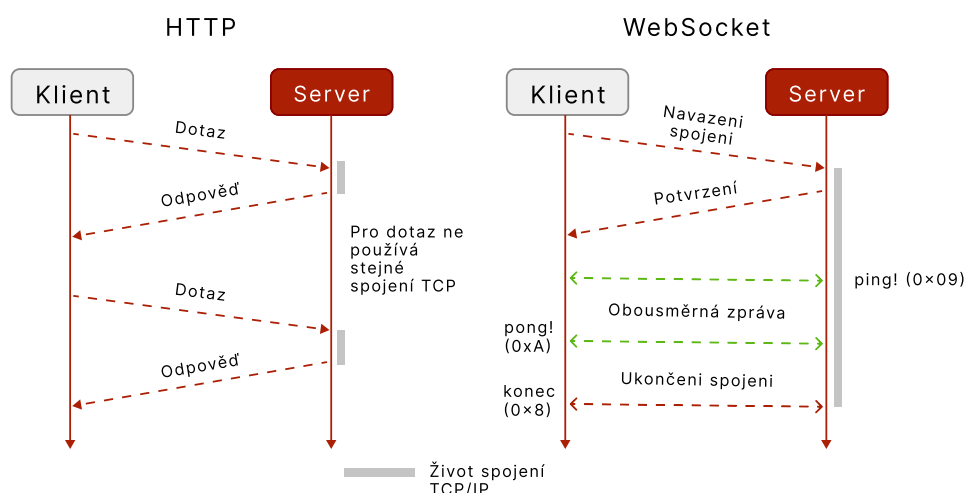 HTTP
WebSocket
Klient
Server
Dotaz
Odpověď
Pro dotaz ne
používá
stejné
spojení TCP
Dotaz
Odpověď
Klient
Server
Navazeni
spojeni
Potvrzení
ping! (0×09)
Obousměrná zpráva
pong!
(0xA)
Ukončeni spojeni
konec
(0×8)
Život spojení
TCP/IP